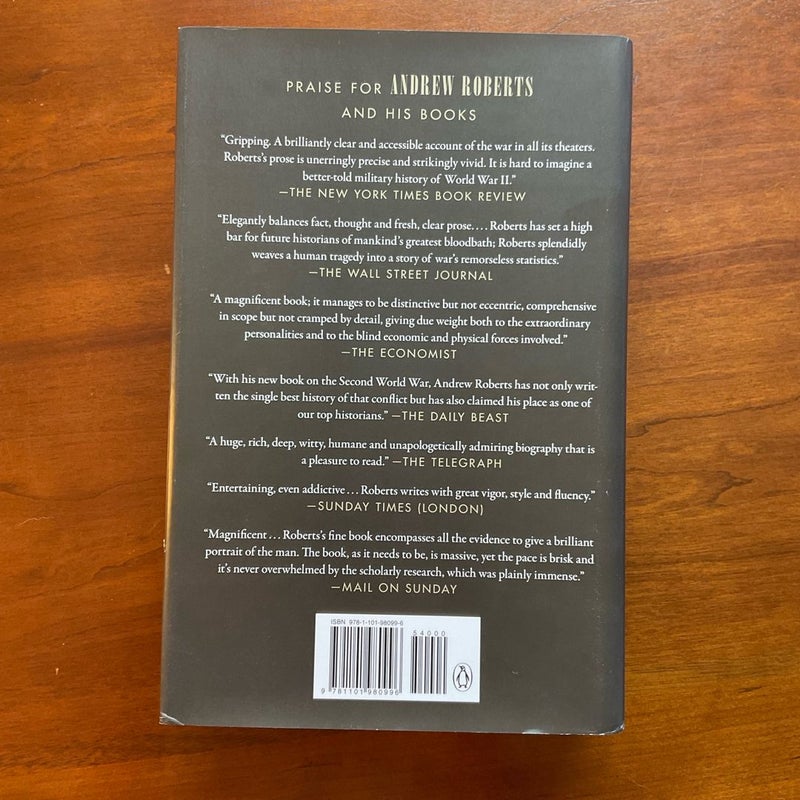 PRAISE FOR ANDREW ROBERTS
AND HIS BOOKS
“Gripping. A brilliantly clear and accessible account of the war in all its theaters.
Roberts’s prose is unerringly precise and strikingly vivid. It is hard to imagine a
better-told military history of World War II.”
—THE NEW YORK TIMES BOOK REVIEW
“Elegantly balances fact, thought and fresh, clear prose.... Roberts has set a high
bar for future historians of mankind’s greatest bloodbath; Roberts splendidly
weaves a human tragedy into a story of war’s remorseless statistics.”
—THE WALL STREET JOURNAL
“A magnificent book; it manages to be distinctive but not eccentric, comprehensive
in scope but not cramped by detail, giving due weight both to the extraordinary
personalities and to the blind economic and physical forces involved.”
—THE ECONOMIST
“With his new book on the Second World War, Andrew Roberts has not only writ-
ten the single best history of that conflict but has also claimed his place as one of
our top historians.” —THE DAILY BEAST
“A huge, rich, deep, witty, humane and unapologetically admiring biography that is
a pleasure to read.” —THE TELEGRAPH
“Entertaining, even addictive... Roberts writes with great vigor, style and fluency.”
—SUNDAY TIMES (LONDON)
“Magnificent... Roberts’s fine book encompasses all the evidence to give a brilliant
portrait of the man. The book, as it needs to be, is massive, yet the pace is brisk and
it’s never overwhelmed by the scholarly research, which was plainly immense.”
—MAIL ON SUNDAY
ISBN 978-1-101-98099-6
54000
9 781101 980996